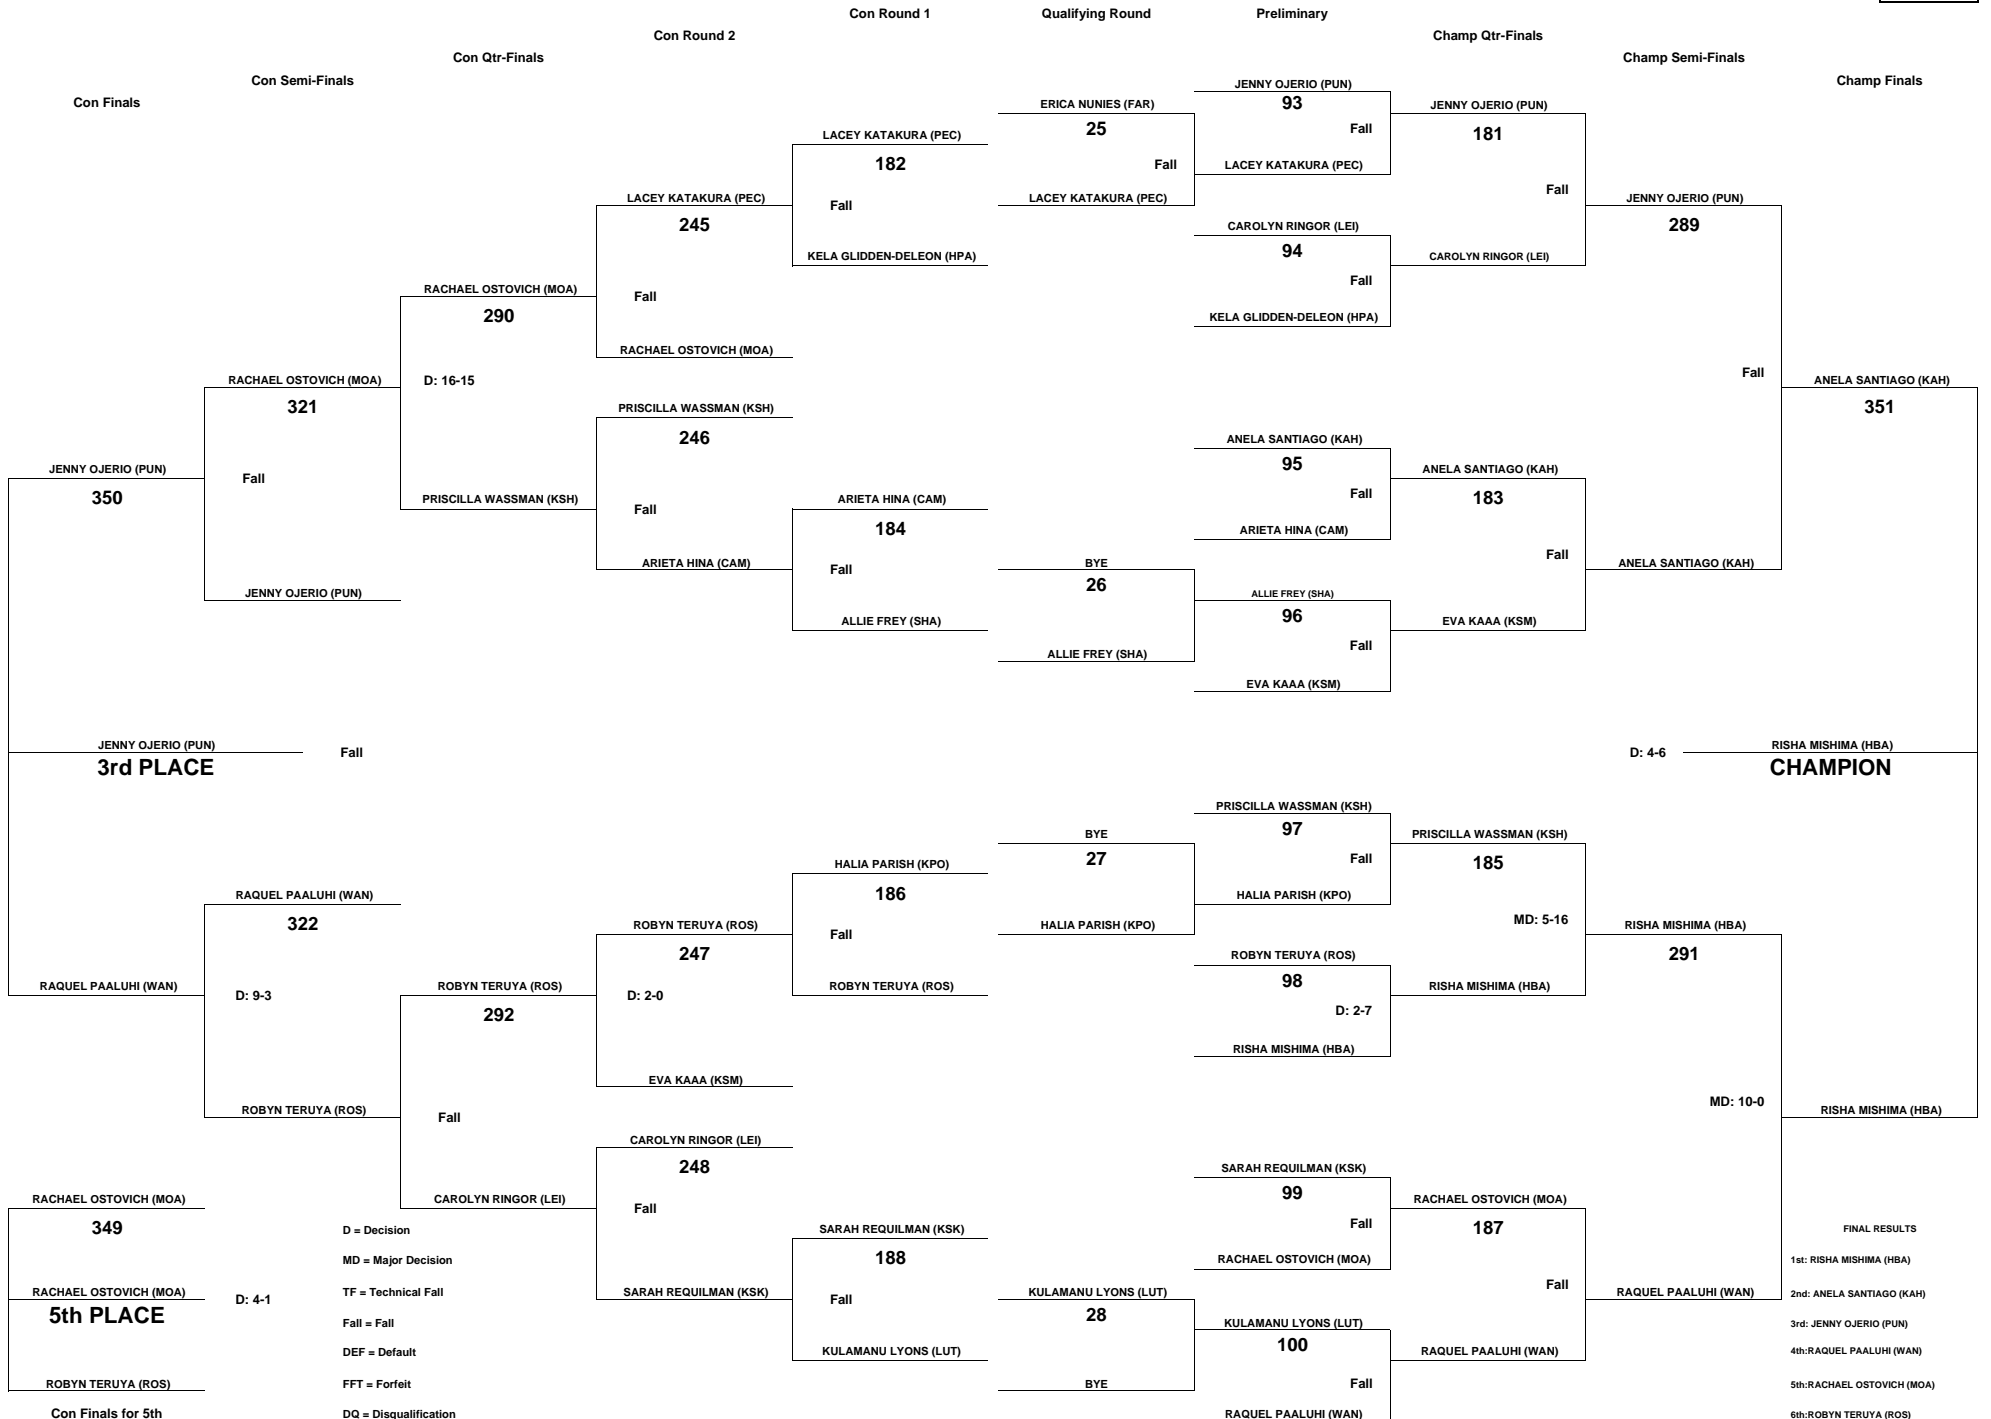 Con Round 1
Qualifying Round
Preliminary
Con Round 2
Champ Qtr-Finals
Con Qtr-Finals
Champ Semi-Finals
Con Semi-Finals
Champ Finals
Con Finals
JENNY OJERIO (PUN)
350
RAQUEL PAALUHI (WAN)
JENNY OJERIO (PUN)
3rd PLACE
Fall
RACHAEL OSTOVICH (MOA)
349
RACHAEL OSTOVICH (MOA)
5th PLACE
D: 4-1
ROBYN TERUYA (ROS)
Con Finals for 5th
RACHAEL OSTOVICH (MOA)
321
Fall
JENNY OJERIO (PUN)
RAQUEL PAALUHI (WAN)
322
D: 9-3
ROBYN TERUYA (ROS)
D = Decision
MD = Major Decision
TF = Technical Fall
Fall = Fall
DEF = Default
FFT = Forfeit
DQ = Disqualification
RACHAEL OSTOVICH (MOA)
290
D: 16-15
PRISCILLA WASSMAN (KSH)
ROBYN TERUYA (ROS)
292
Fall
CAROLYN RINGOR (LEI)
LACEY KATAKURA (PEC)
245
Fall
RACHAEL OSTOVICH (MOA)
PRISCILLA WASSMAN (KSH)
246
Fall
ARIETA HINA (CAM)
ROBYN TERUYA (ROS)
247
D: 2-0
EVA KAAA (KSM)
CAROLYN RINGOR (LEI)
248
Fall
SARAH REQUILMAN (KSK)
LACEY KATAKURA (PEC)
182
Fall
KELA GLIDDEN-DELEON (HPA)
ARIETA HINA (CAM)
184
Fall
ALLIE FREY (SHA)
HALIA PARISH (KPO)
186
Fall
ROBYN TERUYA (ROS)
SARAH REQUILMAN (KSK)
188
Fall
KULAMANU LYONS (LUT)
ERICA NUNIES (FAR)
25
Fall
LACEY KATAKURA (PEC)
BYE
26
ALLIE FREY (SHA)
BYE
27
HALIA PARISH (KPO)
KULAMANU LYONS (LUT)
28
BYE
JENNY OJERIO (PUN)
93
Fall
LACEY KATAKURA (PEC)
CAROLYN RINGOR (LEI)
94
Fall
KELA GLIDDEN-DELEON (HPA)
ANELA SANTIAGO (KAH)
95
Fall
ARIETA HINA (CAM)
ALLIE FREY (SHA)
96
Fall
EVA KAAA (KSM)
PRISCILLA WASSMAN (KSH)
97
Fall
HALIA PARISH (KPO)
ROBYN TERUYA (ROS)
98
D: 2-7
RISHA MISHIMA (HBA)
SARAH REQUILMAN (KSK)
99
Fall
RACHAEL OSTOVICH (MOA)
KULAMANU LYONS (LUT)
100
Fall
RAQUEL PAALUHI (WAN)
JENNY OJERIO (PUN)
181
Fall
CAROLYN RINGOR (LEI)
ANELA SANTIAGO (KAH)
183
Fall
EVA KAAA (KSM)
PRISCILLA WASSMAN (KSH)
185
MD: 5-16
RISHA MISHIMA (HBA)
RACHAEL OSTOVICH (MOA)
187
Fall
RAQUEL PAALUHI (WAN)
JENNY OJERIO (PUN)
289
Fall
ANELA SANTIAGO (KAH)
RISHA MISHIMA (HBA)
291
MD: 10-0
RAQUEL PAALUHI (WAN)
ANELA SANTIAGO (KAH)
351
D: 4-6
RISHA MISHIMA (HBA)
CHAMPION
RISHA MISHIMA (HBA)
FINAL RESULTS
1st: RISHA MISHIMA (HBA)
2nd: ANELA SANTIAGO (KAH)
3rd: JENNY OJERIO (PUN)
4th:RAQUEL PAALUHI (WAN)
5th:RACHAEL OSTOVICH (MOA)
6th:ROBYN TERUYA (ROS)